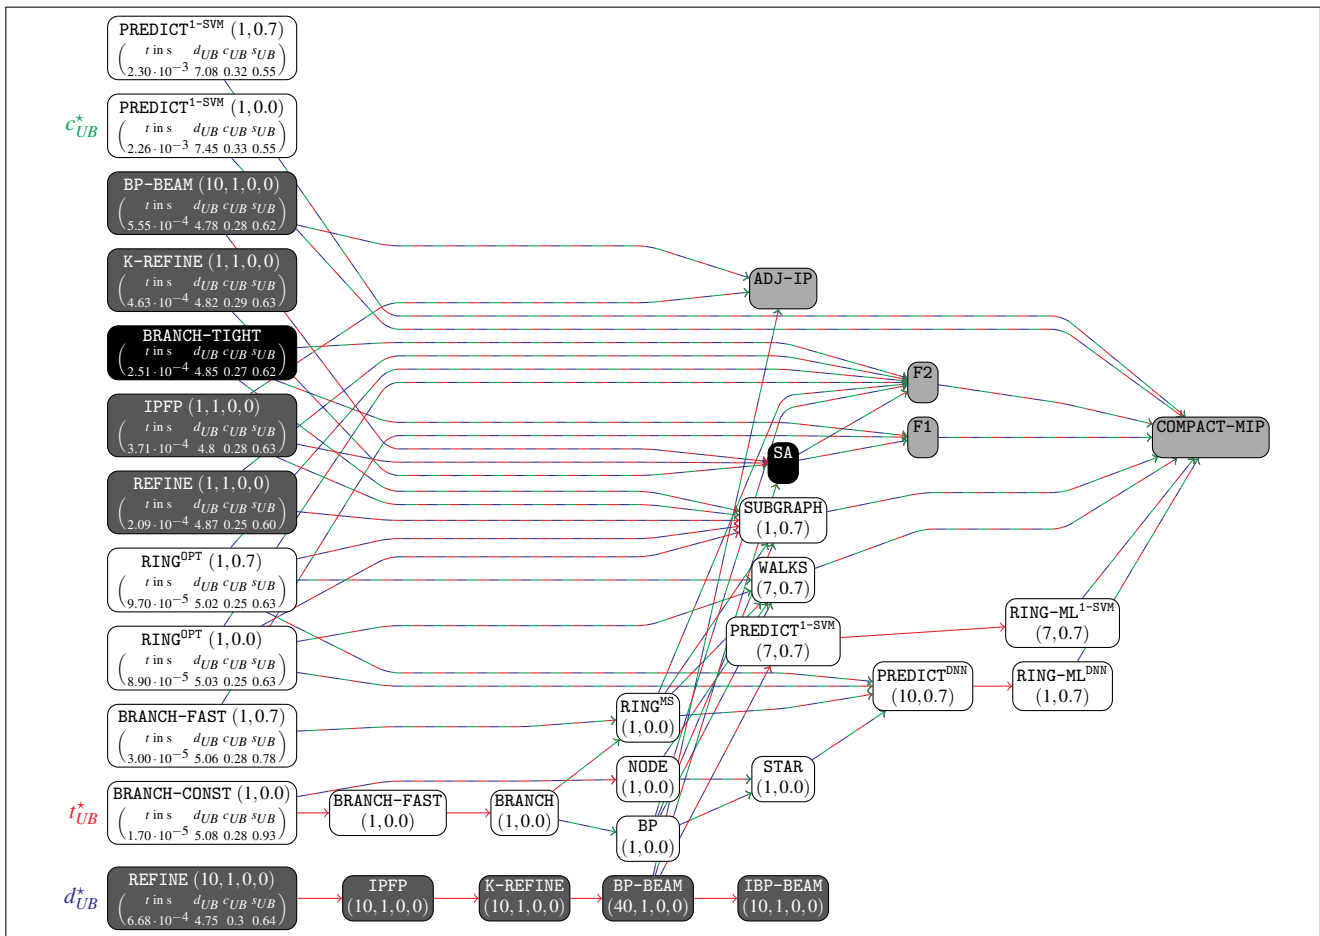 PREDICT^1-SVM (1,0.7)
t in s d_UB c_UB s_UB
2.30·10^−3 7.08 0.32 0.55
PREDICT^1-SVM (1,0.0)
t in s d_UB c_UB s_UB
2.26·10^−3 7.45 0.33 0.55
c*_UB
BP-BEAM (10,1,0,0)
t in s d_UB c_UB s_UB
5.55·10^−4 4.78 0.28 0.62
K-REFINE (1,1,0,0)
t in s d_UB c_UB s_UB
4.63·10^−4 4.82 0.29 0.63
ADJ-IP
BRANCH-TIGHT
t in s d_UB c_UB s_UB
2.51·10^−4 4.85 0.27 0.62
F2
IPFP (1,1,0,0)
t in s d_UB c_UB s_UB
3.71·10^−4 4.8 0.28 0.63
F1
COMPACT-MIP
SA
REFINE (1,1,0,0)
t in s d_UB c_UB s_UB
2.09·10^−4 4.87 0.25 0.60
SUBGRAPH
(1,0.7)
RING^OPT (1,0.7)
t in s d_UB c_UB s_UB
9.70·10^−5 5.02 0.25 0.63
WALKS
(7,0.7)
RING^OPT (1,0.0)
t in s d_UB c_UB s_UB
8.90·10^−5 5.03 0.25 0.63
PREDICT^1-SVM
(7,0.7)
RING-ML^1-SVM
(7,0.7)
PREDICT^DNN
(10,0.7)
RING-ML^DNN
(1,0.7)
BRANCH-FAST (1,0.7)
t in s d_UB c_UB s_UB
3.00·10^−5 5.06 0.28 0.78
RING^MS
(1,0.0)
NODE
(1,0.0)
STAR
(1,0.0)
t*_UB
BRANCH-CONST (1,0.0)
t in s d_UB c_UB s_UB
1.70·10^−5 5.08 0.28 0.93
BRANCH-FAST
(1,0.0)
BRANCH
(1,0.0)
BP
(1,0.0)
d*_UB
REFINE (10,1,0,0)
t in s d_UB c_UB s_UB
6.68·10^−4 4.75 0.3 0.64
IPFP
(10,1,0,0)
K-REFINE
(10,1,0,0)
BP-BEAM
(40,1,0,0)
IBP-BEAM
(10,1,0,0)